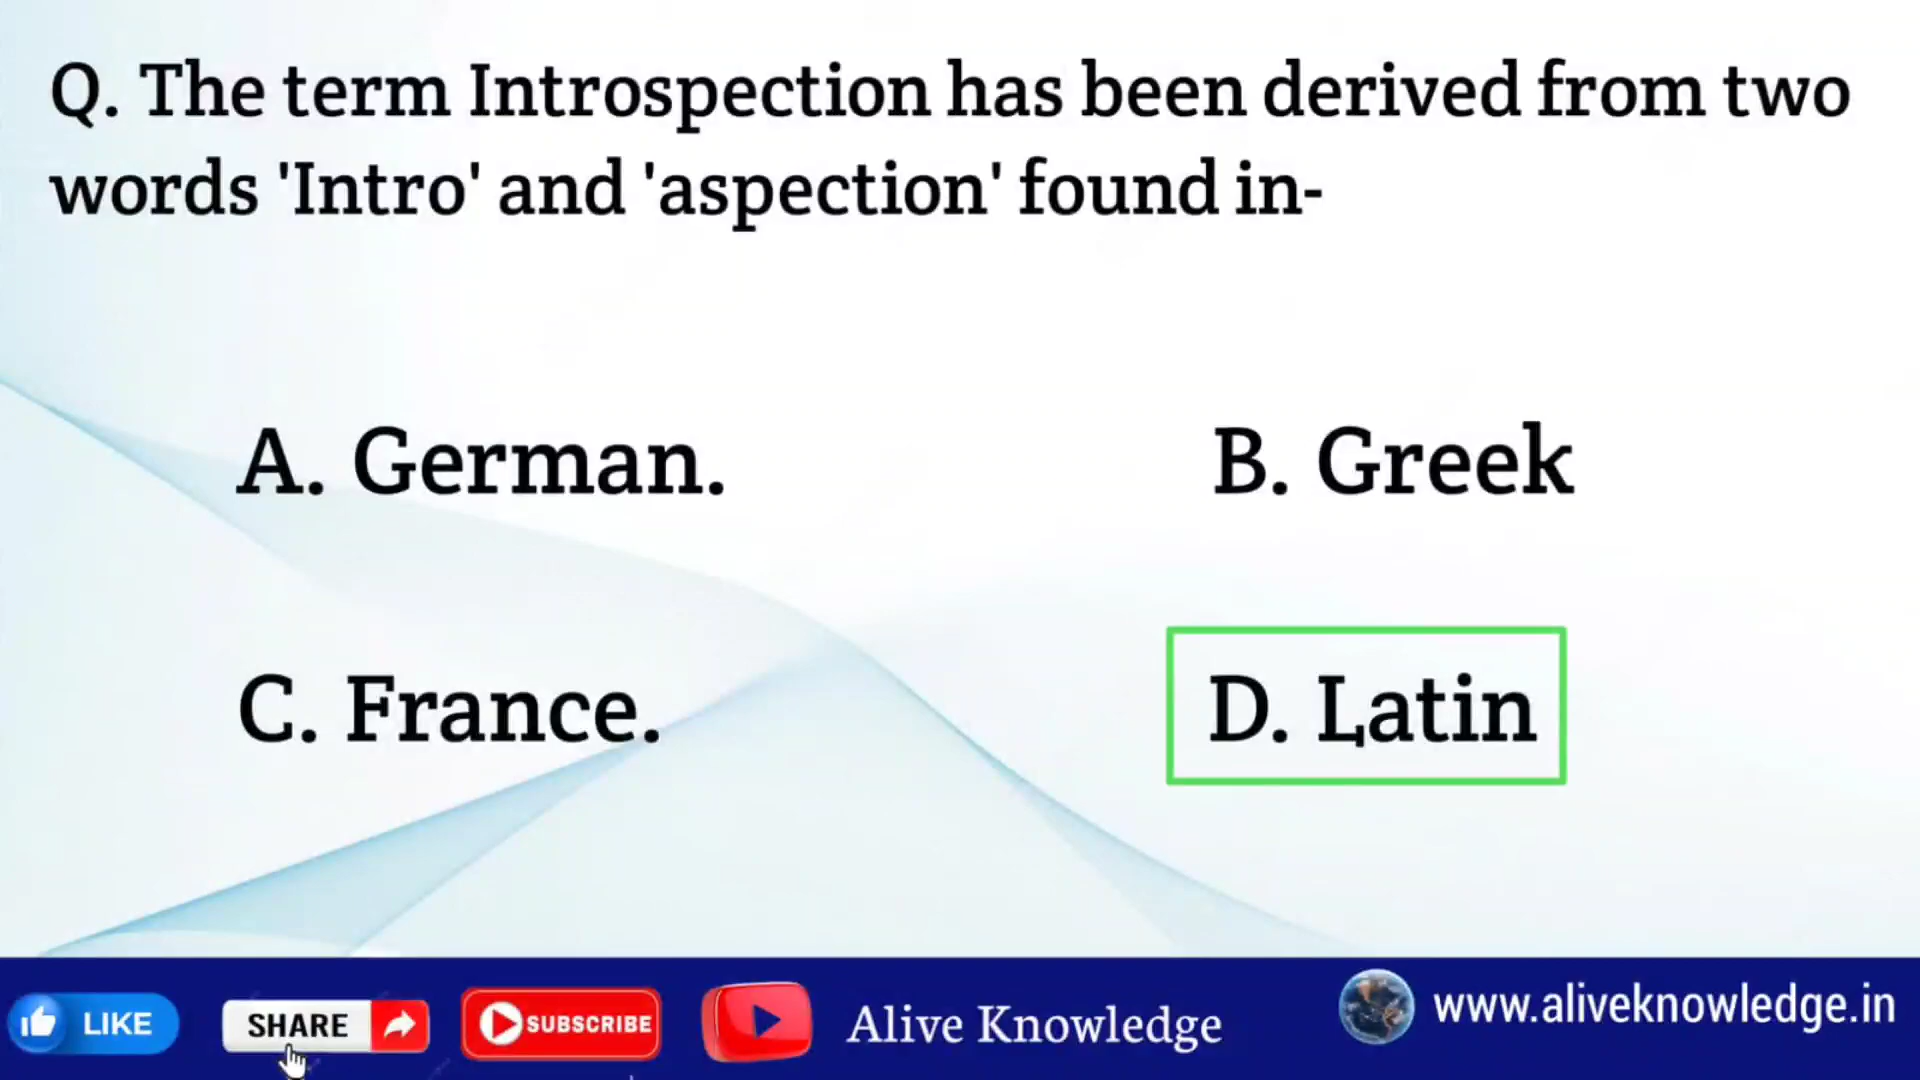 Q. The term Introspection has been derived from two
words 'Intro' and 'aspection' found in-
A. German.
B. Greek
C. France.
D. Latin
LIKE
SHARE
SUBSCRIBE
Alive Knowledge
www.aliveknowledge.in